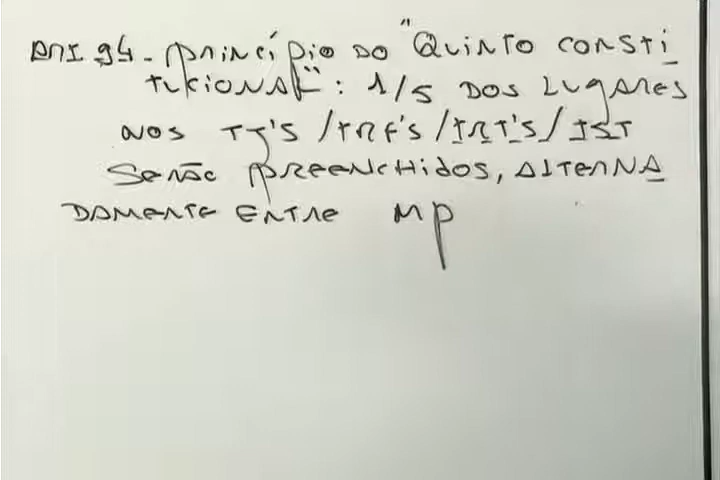 ART 94 - PRINCÍPIO DO "QUINTO CONSTI
TUCIONAL": 1/5 DOS LUGARES
NOS TJ'S / TRF'S / TRT'S / TST
SERÃO PREENCHIDOS, ALTERNA
DAMENTE ENTRE MP